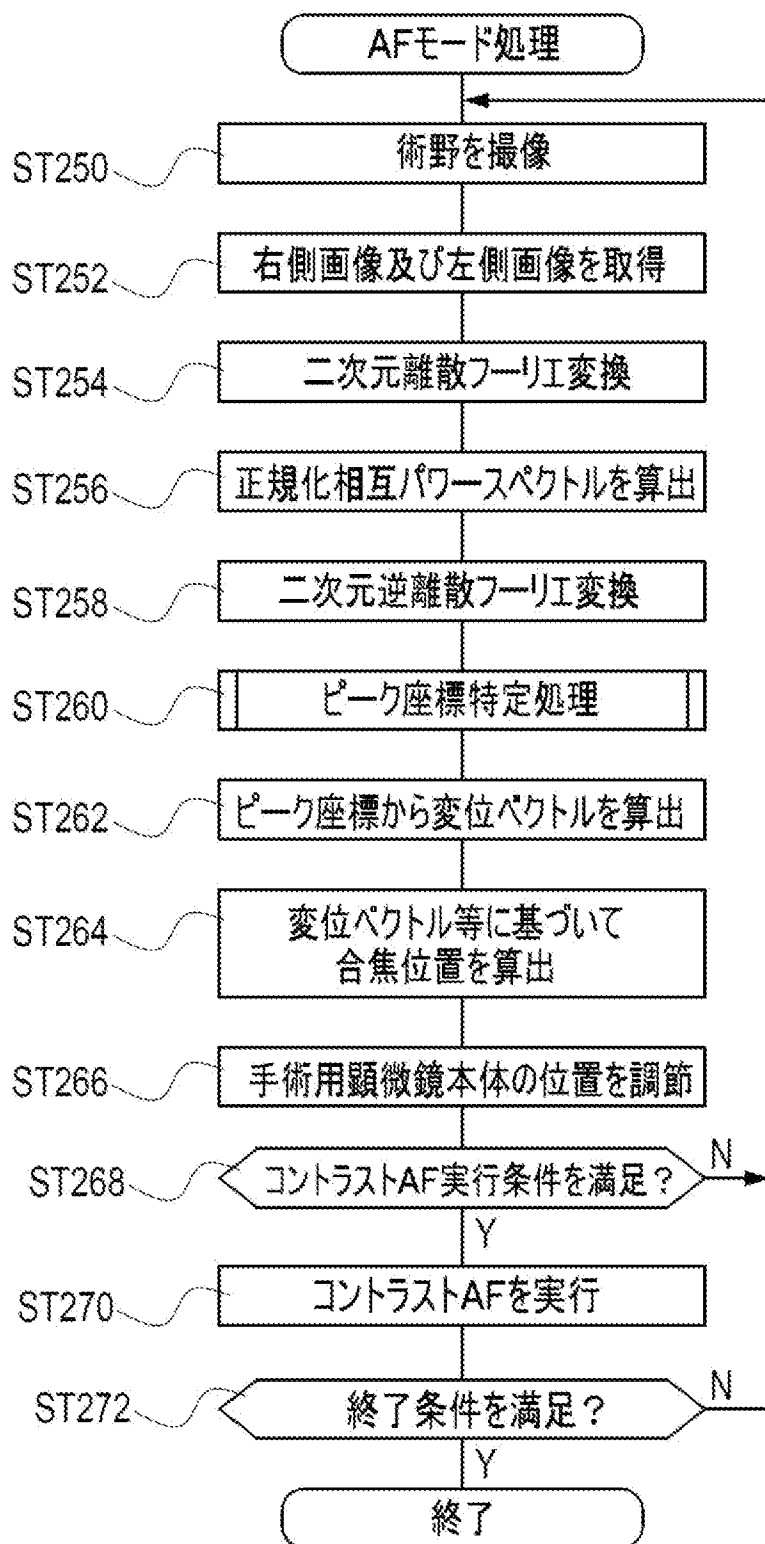 AFモード処理
ST250
術野を撮像
ST252
右側画像及び左側画像を取得
ST254
二次元離散フーリエ変換
ST256
正規化相互パワースペクトルを算出
ST258
二次元逆離散フーリエ変換
ST260
ピーク座標特定処理
ST262
ピーク座標から変位ベクトルを算出
ST264
変位ベクトル等に基づいて
合焦位置を算出
ST266
手術用顕微鏡本体の位置を調節
ST268
コントラストAF実行条件を満足?
N
Y
ST270
コントラストAFを実行
ST272
終了条件を満足?
N
Y
終了